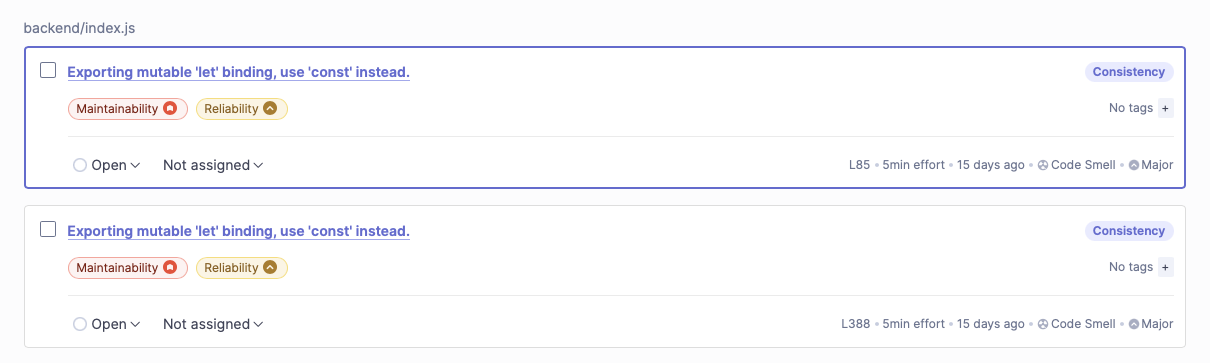 backend/index.js
Exporting mutable 'let' binding, use 'const' instead. Consistency
Maintainability Reliability No tags +
Open Not assigned L85 • 5min effort • 15 days ago • Code Smell • Major
Exporting mutable 'let' binding, use 'const' instead. Consistency
Maintainability Reliability No tags +
Open Not assigned L388 • 5min effort • 15 days ago • Code Smell • Major